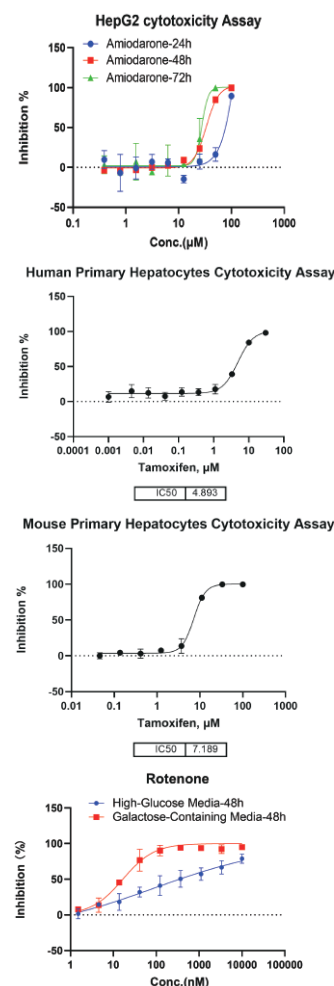 HepG2 cytotoxicity Assay
Amiodarone-24h
Amiodarone-48h
Amiodarone-72h
Inhibition %
150
100
50
0
-50
0.1 1 10 100 1000
Conc.(μM)
Human Primary Hepatocytes Cytotoxicity Assay
Inhibition %
150
100
50
0
-50
0.0001 0.001 0.01 0.1 1 10 100
Tamoxifen, μM
IC50 4.893
Mouse Primary Hepatocytes Cytotoxicity Assay
Inhibition %
150
100
50
0
-50
0.01 0.1 1 10 100 1000
Tamoxifen, μM
IC50 7.189
Rotenone
High-Glucose Media-48h
Galactose-Containing Media-48h
Inhibition (%)
150
100
50
0
-50
1 10 100 1000 10000 100000
Conc.(nM)